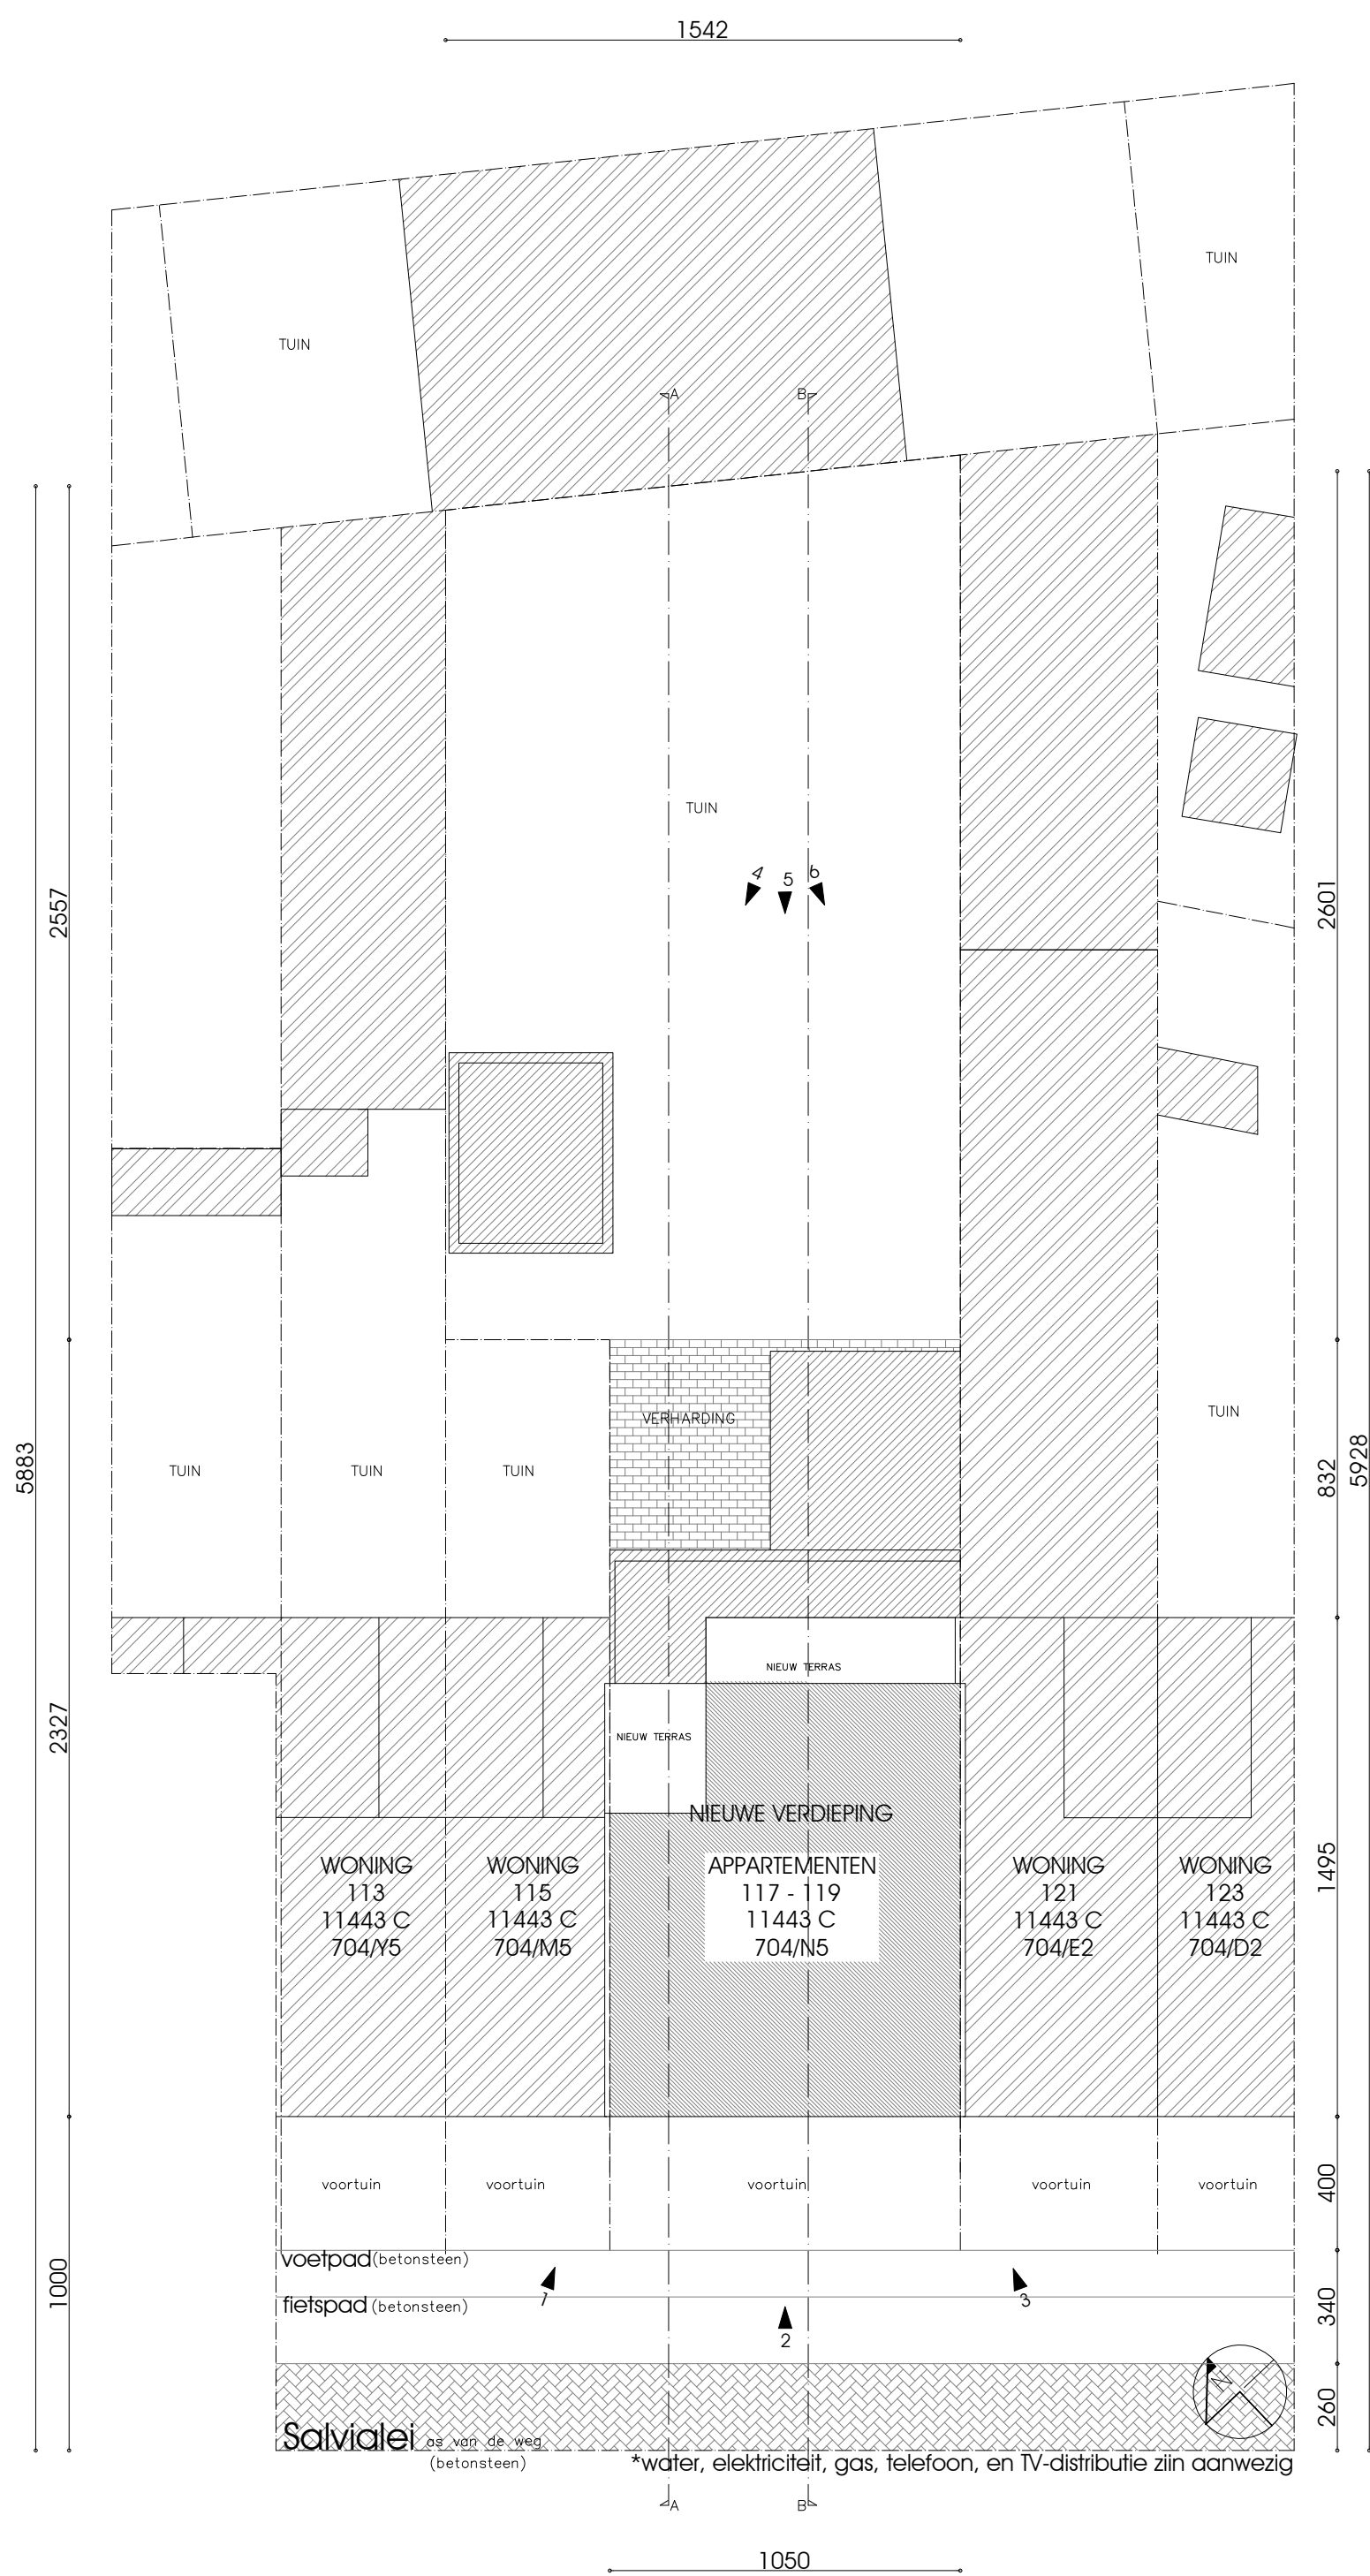 1542
TUIN
TUIN
A
B
TUIN
4
5
6
2557
2601
5883
5928
VERHARDING
TUIN
832
TUIN
TUIN
TUIN
NIEUW TERRAS
NIEUW TERRAS
2327
NIEUWE VERDIEPING
WONING
113
11443 C
704/Y5
WONING
115
11443 C
704/M5
APPARTEMENTEN
117 - 119
11443 C
704/N5
WONING
121
11443 C
704/E2
WONING
123
11443 C
704/D2
1495
voortuin
voortuin
voortuin
voortuin
voortuin
400
voetpad (betonsteen)
1
3
fietspad (betonsteen)
2
1000
340
N
260
Salvialei as van de weg
(betonsteen)
*water, elektriciteit, gas, telefoon, en TV-distributie zijn aanwezig
A
B
1050